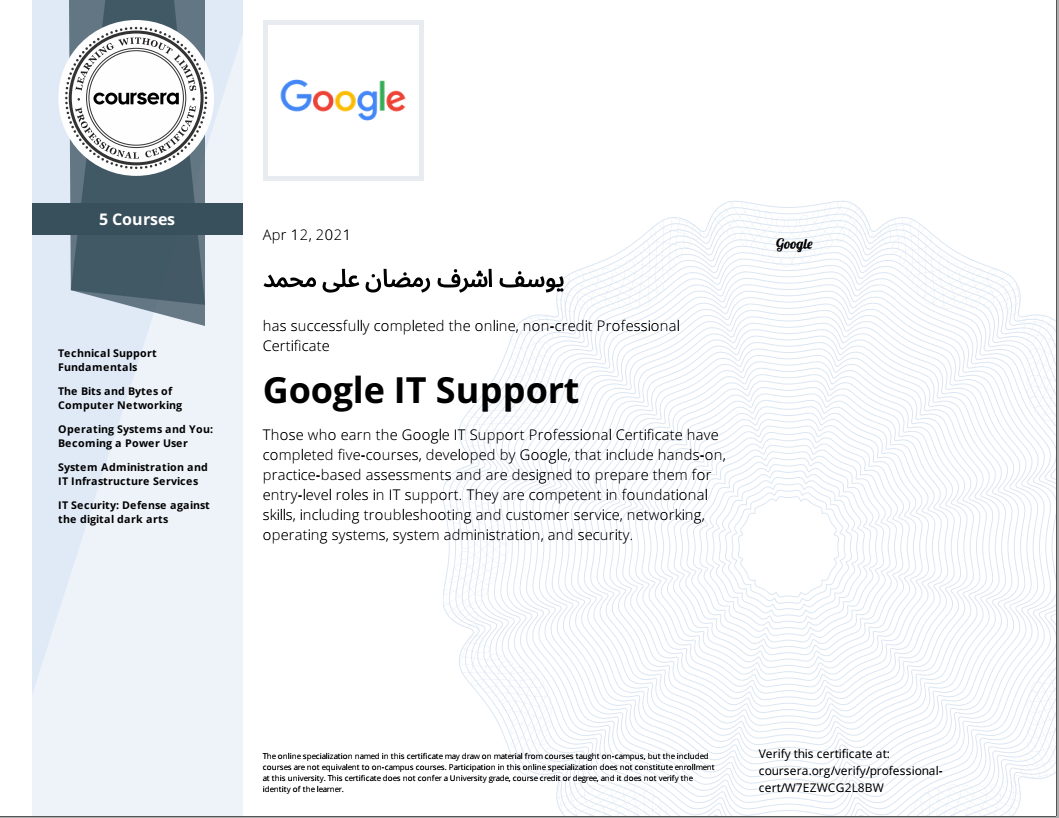 LEARNING WITHOUT LIMITS
coursera
PROFESSIONAL CERTIFICATE
5 Courses
Technical Support
Fundamentals
The Bits and Bytes of
Computer Networking
Operating Systems and You:
Becoming a Power User
System Administration and
IT Infrastructure Services
IT Security: Defense against
the digital dark arts
Google
Apr 12, 2021
Google
يوسف اشرف رمضان على محمد
has successfully completed the online, non-credit Professional
Certificate
Google IT Support
Those who earn the Google IT Support Professional Certificate have
completed five-courses, developed by Google, that include hands-on,
practice-based assessments and are designed to prepare them for
entry-level roles in IT support. They are competent in foundational
skills, including troubleshooting and customer service, networking,
operating systems, system administration, and security.
The online specialization named in this certificate may draw on material from courses taught on-campus, but the included
courses are not equivalent to on-campus courses. Participation in this online specialization does not constitute enrollment
at this university. This certificate does not confer a University grade, course credit or degree, and it does not verify the
identity of the learner.
Verify this certificate at:
coursera.org/verify/professional-
cert/W7EZWCG2L8BW